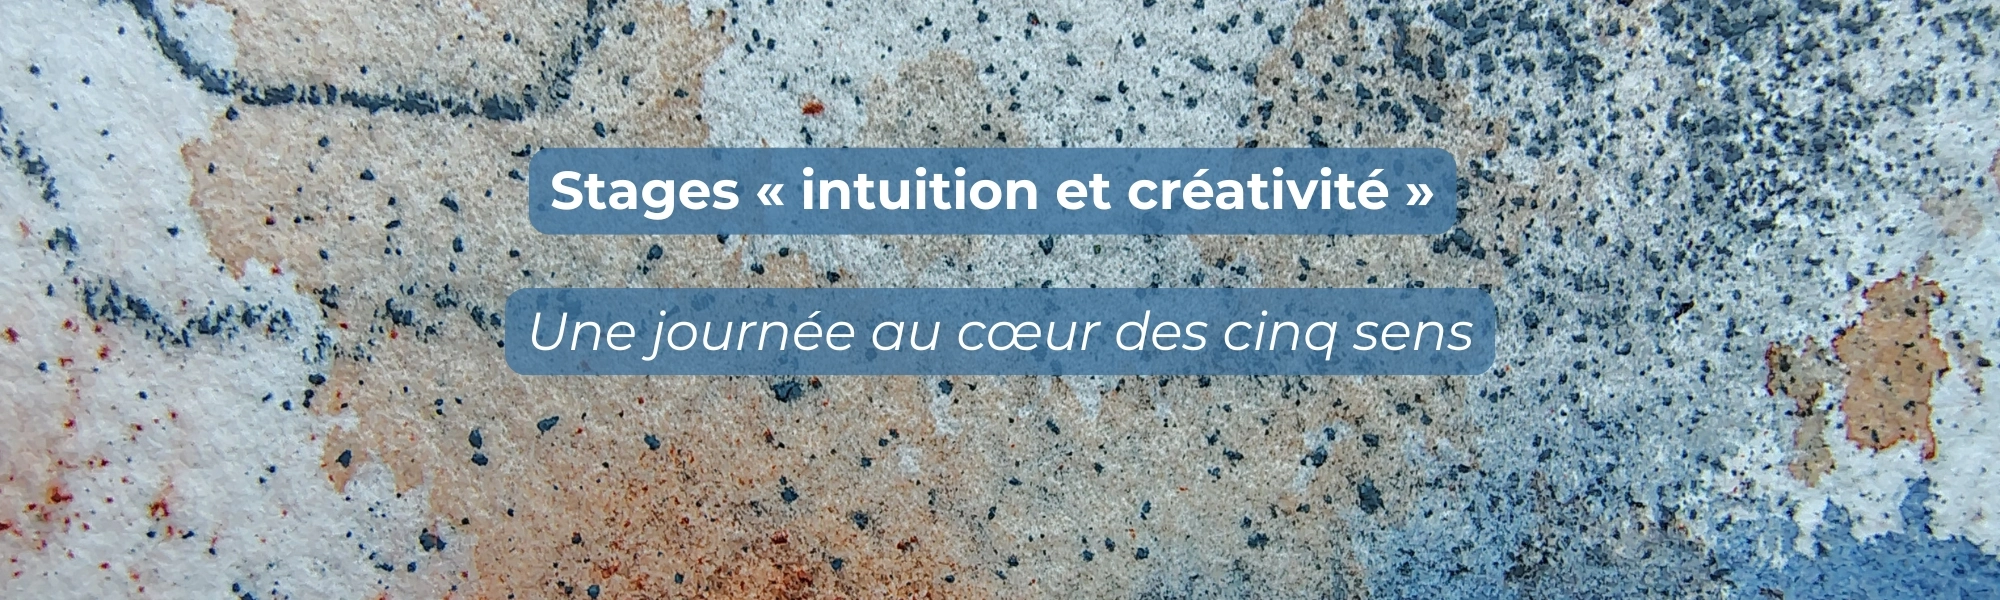 Stages « intuition et créativité »
Une journée au cœur des cinq sens